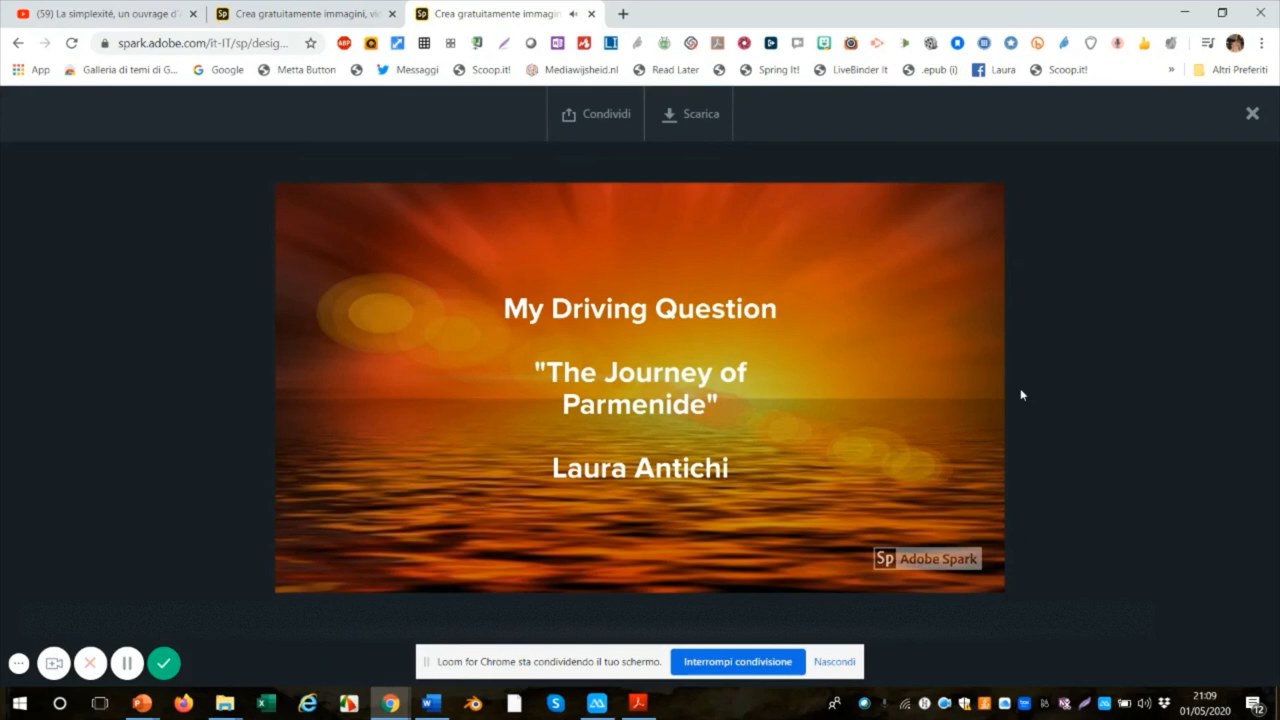 (59) La simplexité, un ouvrage d'
Crea gratuitamente immagini, vi
Crea gratuitamente immagin
spark.adobe.com/it-IT/sp/desig...
App
Galleria di temi di G...
Google
Metta Button
Messaggi
Scoop.it!
Mediawijsheid.nl
Read Later
Spring It!
LiveBinder It
.epub (i)
Laura
Scoop.it!
»
Altri Preferiti
Condividi
Scarica
My Driving Question
"The Journey of
Parmenide"
Laura Antichi
Sp Adobe Spark
Loom for Chrome sta condividendo il tuo schermo.
Interrompi condivisione
Nascondi
21:09
01/05/2020
12